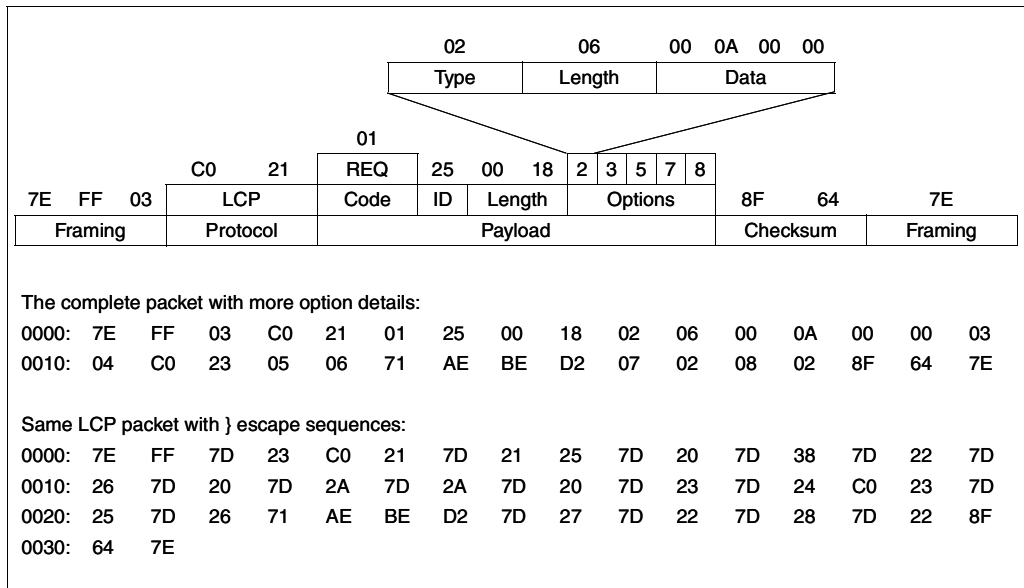 02 06 00 0A 00 00
Type Length Data
01
C0 21 REQ 25 00 18 2 3 5 7 8
7E FF 03 LCP Code ID Length Options 8F 64 7E
Framing Protocol Payload Checksum Framing
The complete packet with more option details:
0000: 7E FF 03 C0 21 01 25 00 18 02 06 00 0A 00 00 03
0010: 04 C0 23 05 06 71 AE BE D2 07 02 08 02 8F 64 7E
Same LCP packet with } escape sequences:
0000: 7E FF 7D 23 C0 21 7D 21 25 7D 20 7D 38 7D 22 7D
0010: 26 7D 20 7D 2A 7D 2A 7D 20 7D 23 7D 24 C0 23 7D
0020: 25 7D 26 71 AE BE D2 7D 27 7D 22 7D 28 7D 22 8F
0030: 64 7E